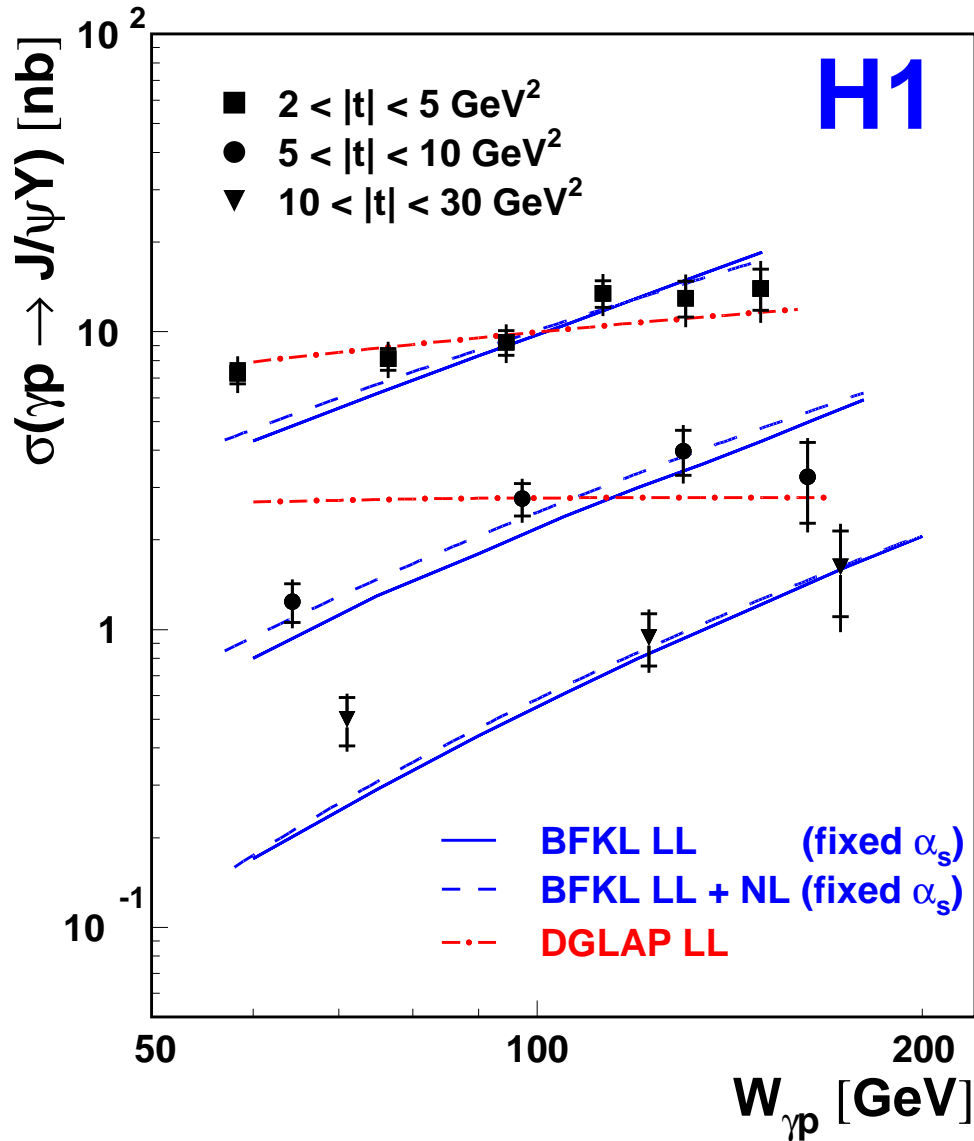 H1
σ(γp → J/ψY) [nb]
2 < |t| < 5 GeV²
5 < |t| < 10 GeV²
10 < |t| < 30 GeV²
10²
10
1
10⁻¹
BFKL LL (fixed αₛ)
BFKL LL + NL (fixed αₛ)
DGLAP LL
50 100 200
W_γp [GeV]